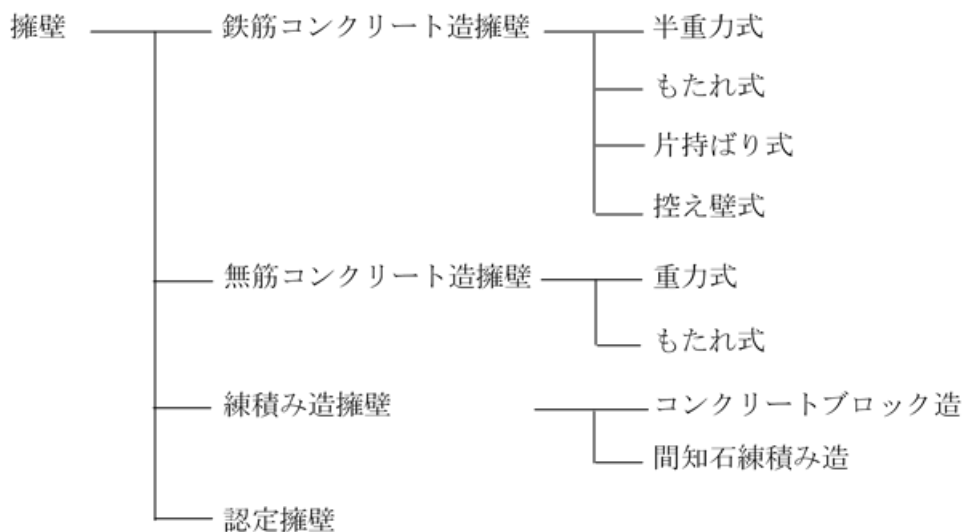 擁壁
鉄筋コンクリート造擁壁
半重力式
もたれ式
片持ばり式
控え壁式
無筋コンクリート造擁壁
重力式
もたれ式
練積み造擁壁
コンクリートブロック造
間知石練積み造
認定擁壁